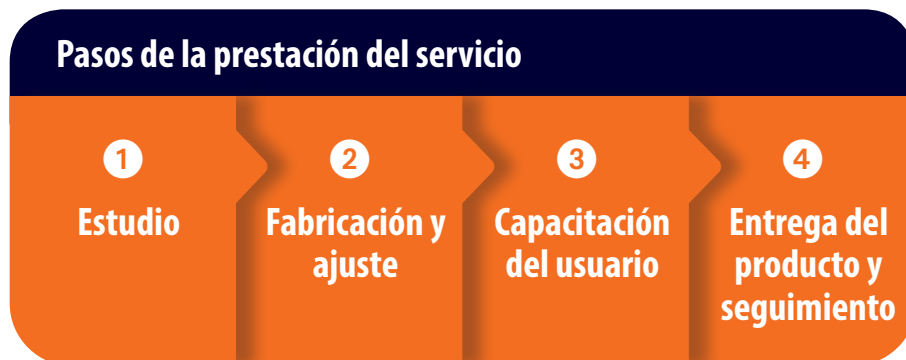 Pasos de la prestación del servicio
1
Estudio
2
Fabricación y
ajuste
3
Capacitación
del usuario
4
Entrega del
producto y
seguimiento